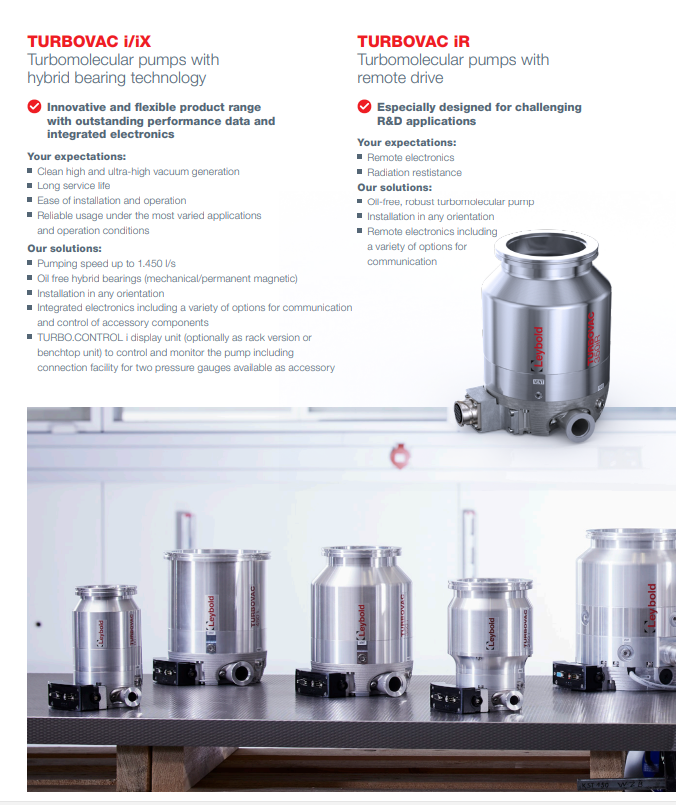 TURBOVAC i/iX
Turbomolecular pumps with
hybrid bearing technology
Innovative and flexible product range
with outstanding performance data and
integrated electronics
Your expectations:
Clean high and ultra-high vacuum generation
Long service life
Ease of installation and operation
Reliable usage under the most varied applications
and operation conditions
Our solutions:
Pumping speed up to 1.450 l/s
Oil free hybrid bearings (mechanical/permanent magnetic)
Installation in any orientation
Integrated electronics including a variety of options for communication
and control of accessory components
TURBO.CONTROL i display unit (optionally as rack version or
benchtop unit) to control and monitor the pump including
connection facility for two pressure gauges available as accessory
TURBOVAC iR
Turbomolecular pumps with
remote drive
Especially designed for challenging
R&D applications
Your expectations:
Remote electronics
Radiation restistance
Our solutions:
Oil-free, robust turbomolecular pump
Installation in any orientation
Remote electronics including
a variety of options for
communication
Leybold
TURBOVAC
Leybold
TURBOVAC
Leybold
TURBOVAC
Leybold
TURBOVAC
Leybold
TURBOVAC
Leybold